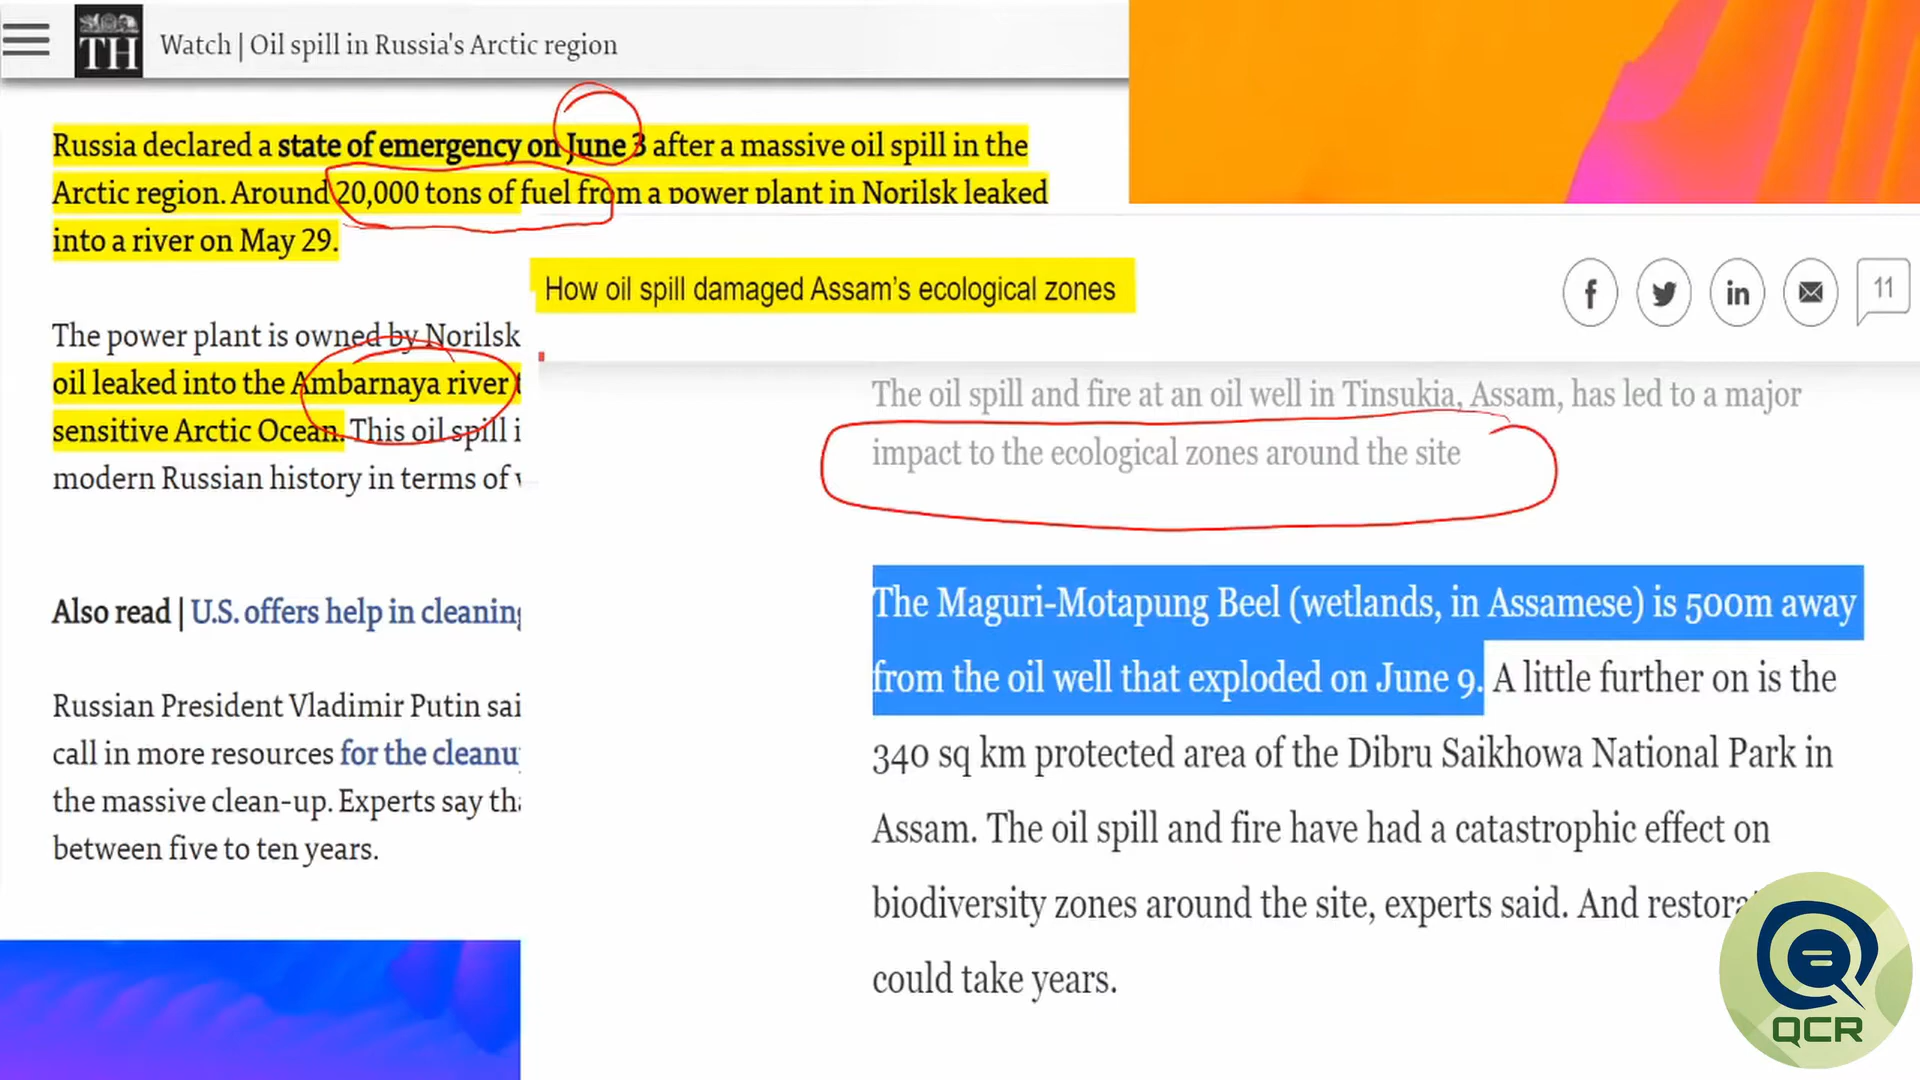 TH Watch | Oil spill in Russia's Arctic region
Russia declared a state of emergency on June 3 after a massive oil spill in the
Arctic region. Around 20,000 tons of fuel from a power plant in Norilsk leaked
into a river on May 29.
The power plant is owned by Norilsk
oil leaked into the Ambarnaya river
sensitive Arctic Ocean. This oil spill
modern Russian history in terms of
Also read | U.S. offers help in cleaning
Russian President Vladimir Putin sai
call in more resources for the cleanu
the massive clean-up. Experts say tha
between five to ten years.
How oil spill damaged Assam's ecological zones
f in 11
The oil spill and fire at an oil well in Tinsukia, Assam, has led to a major
impact to the ecological zones around the site
The Maguri-Motapung Beel (wetlands, in Assamese) is 500m away
from the oil well that exploded on June 9. A little further on is the
340 sq km protected area of the Dibru Saikhowa National Park in
Assam. The oil spill and fire have had a catastrophic effect on
biodiversity zones around the site, experts said. And restora
could take years.
QCR